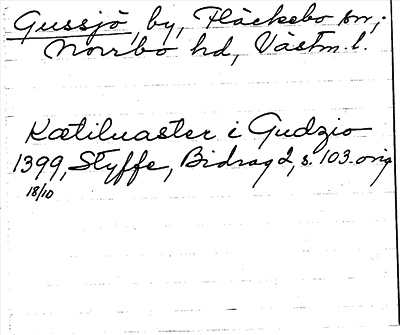 Gussjö, by, Fläckebo sn,
Norrbo hd, Västm. l.
Kætiluaster i Gudzio
1399, Styffe, Bidrag 2, s. 103. orig
18/10